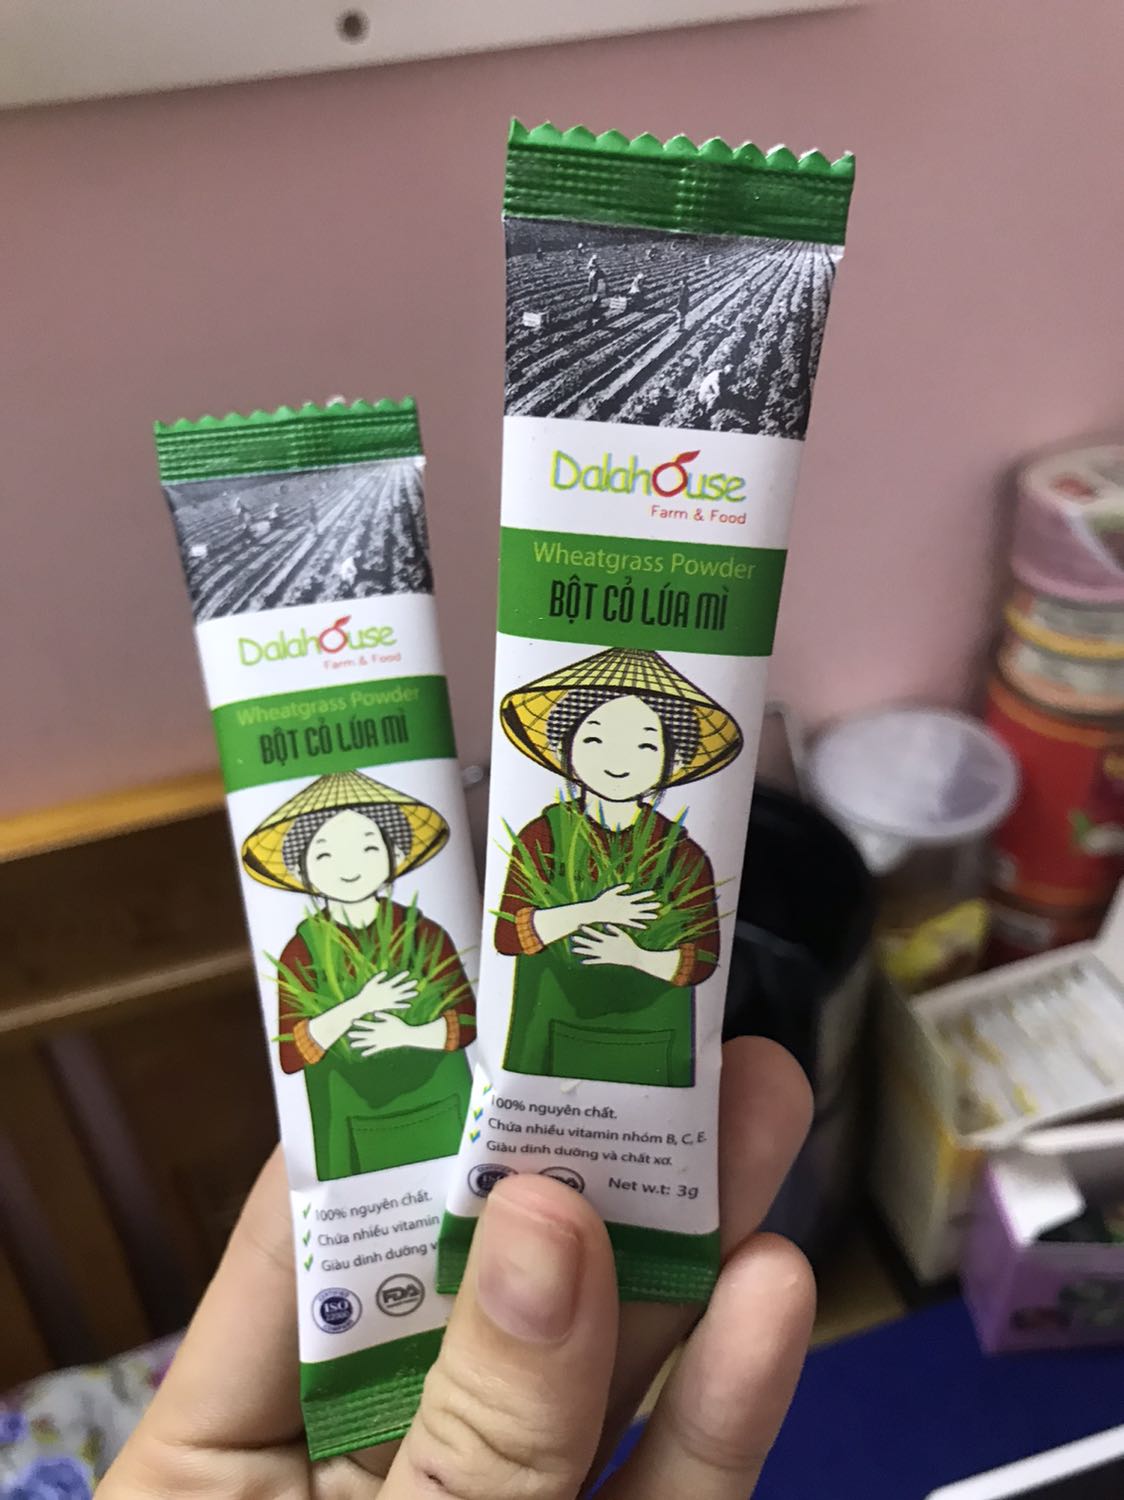 Dalahouse
Farm & Food
Wheatgrass Powder
BỘT CỎ LÚA MÌ
100% nguyên chất.
Chứa nhiều vitamin nhóm B, C, E.
Giàu dinh dưỡng và chất xơ.
Net w.t: 3g
Dalahouse
Farm & Food
Wheatgrass Powder
BỘT CỎ LÚA MÌ
100% nguyên chất.
Chứa nhiều vitamin
Giàu dinh dưỡng v
ISO
FDA